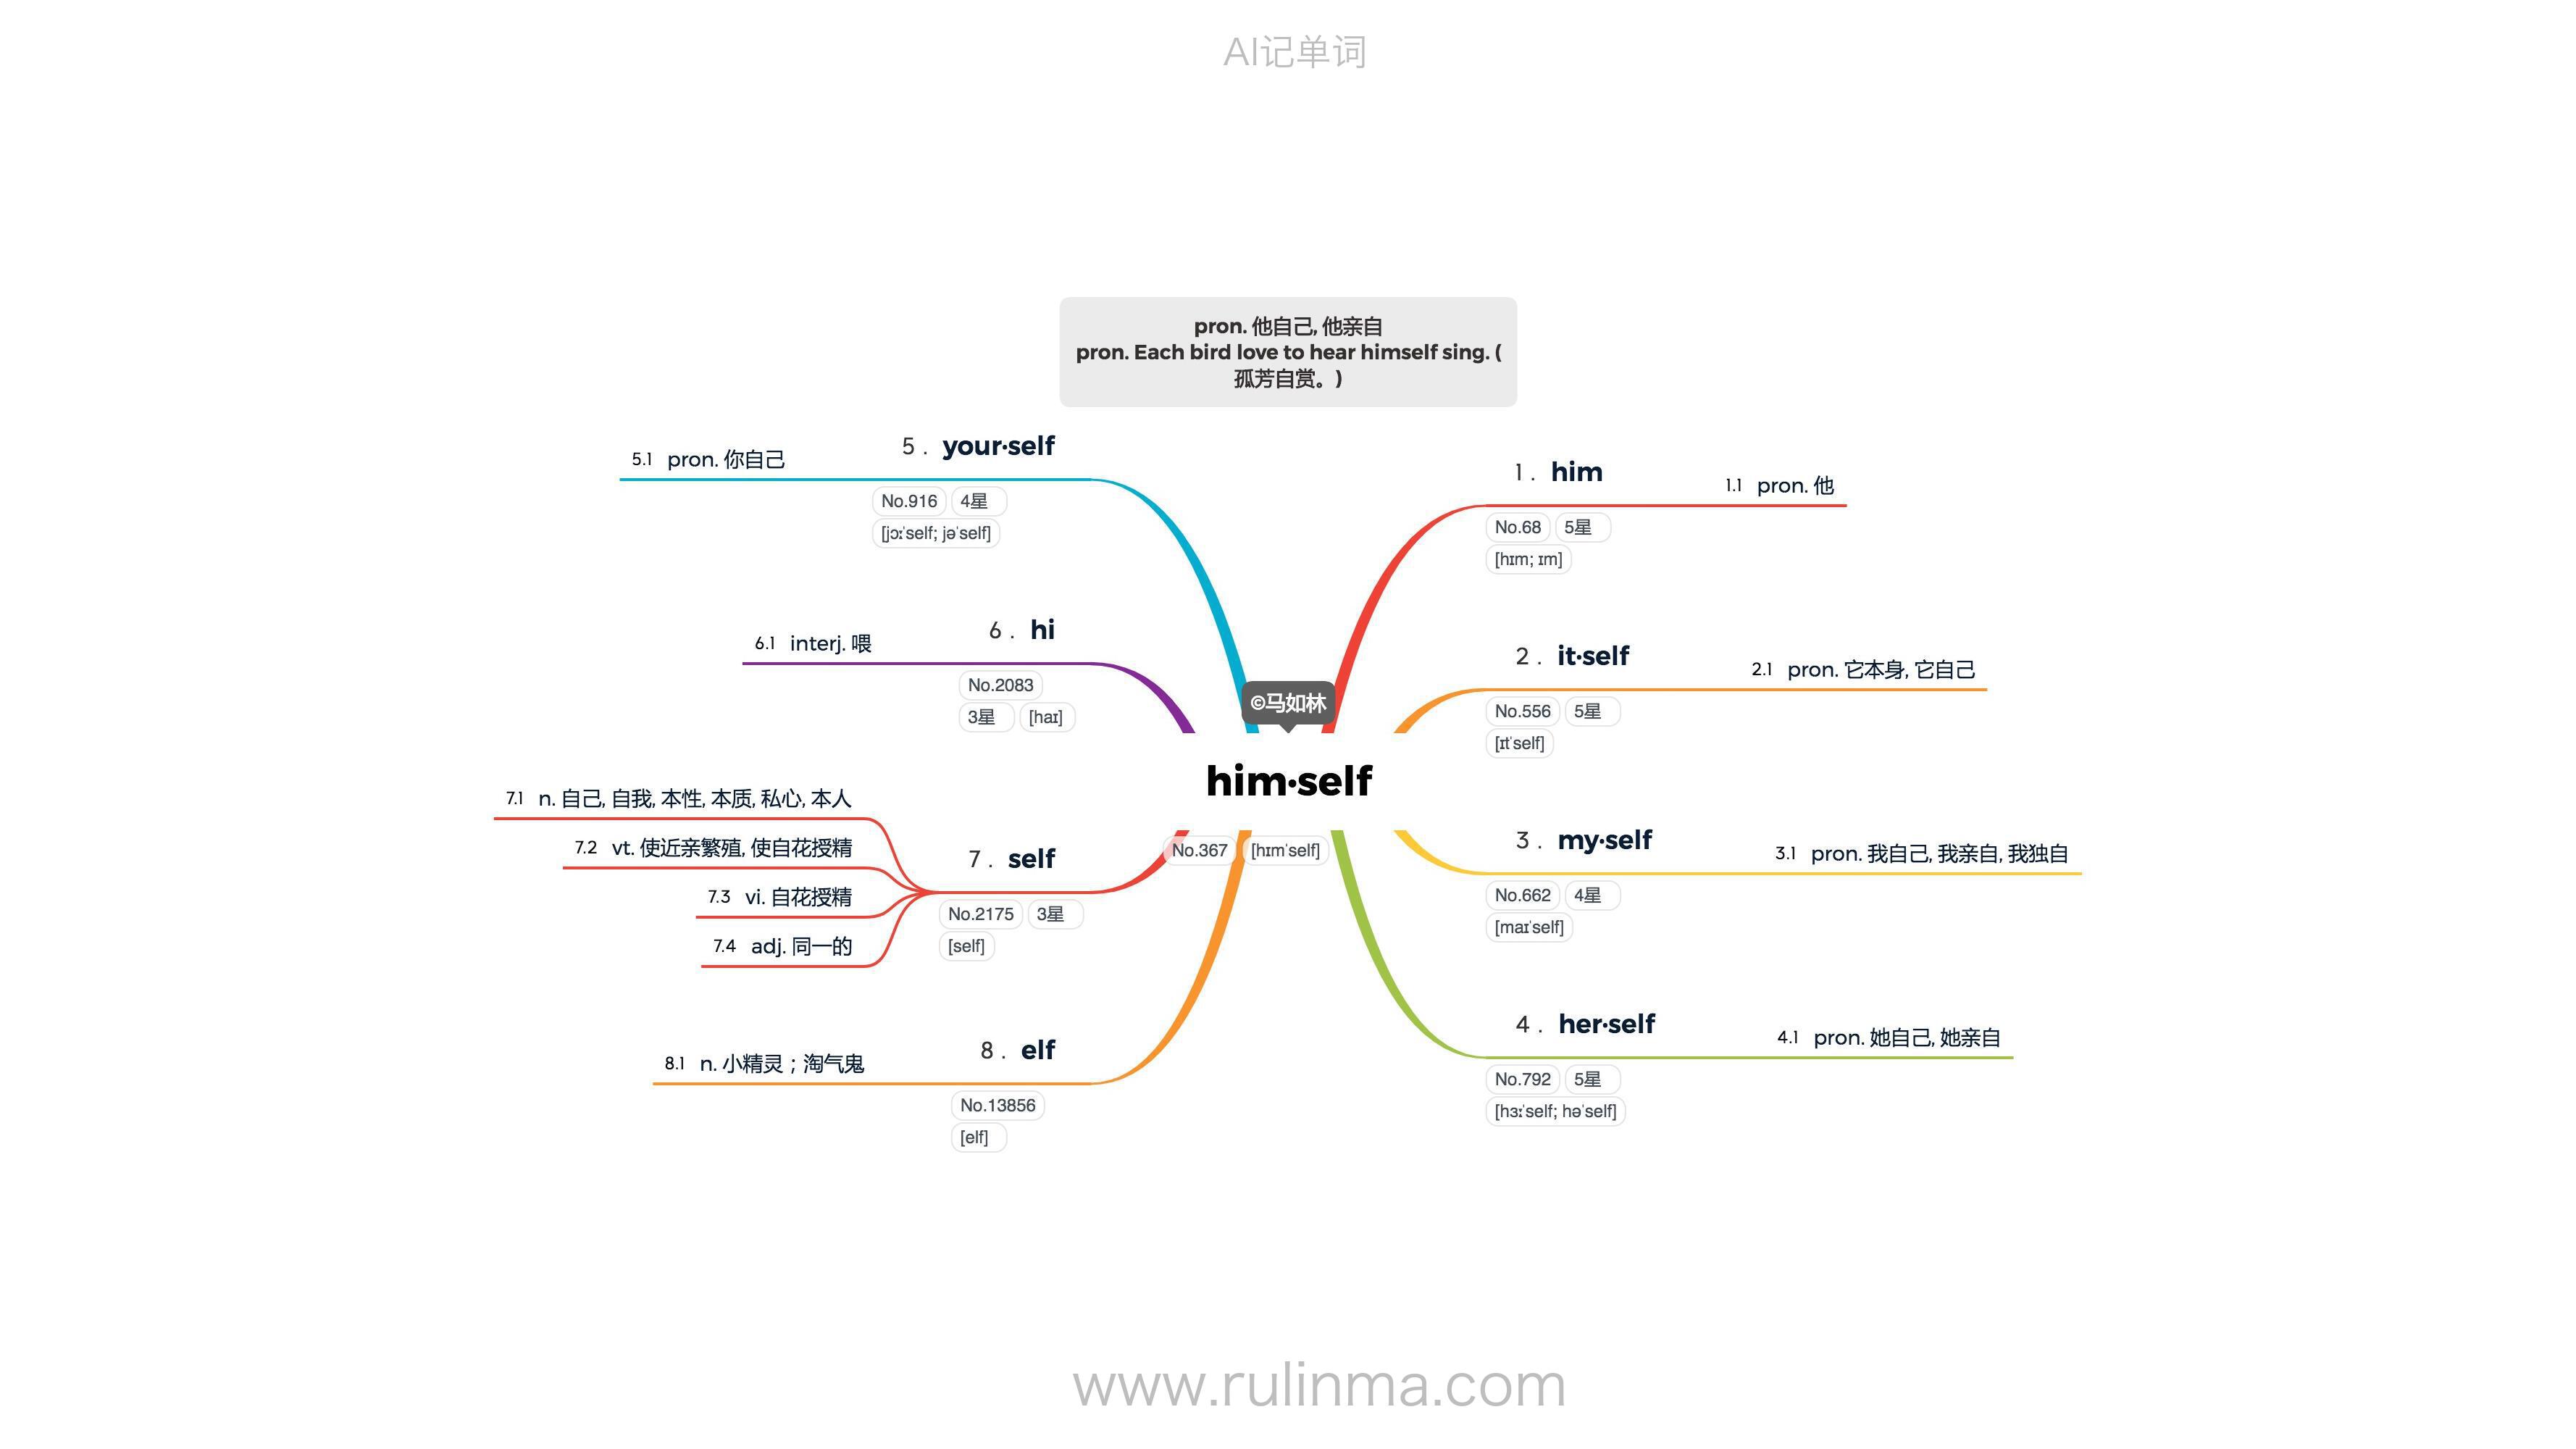 AI记单词
pron. 他自己, 他亲自
pron. Each bird love to hear himself sing. (
孤芳自赏。)
©马如林
him·self
No.367 [hɪmˈself]
1 . him
1.1 pron. 他
No.68 5星
[hɪm; ɪm]
2 . it·self
2.1 pron. 它本身, 它自己
No.556 5星
[ɪtˈself]
3 . my·self
3.1 pron. 我自己, 我亲自, 我独自
No.662 4星
[maɪˈself]
4 . her·self
4.1 pron. 她自己, 她亲自
No.792 5星
[hɜːˈself; həˈself]
5 . your·self
5.1 pron. 你自己
No.916 4星
[jɔːˈself; jəˈself]
6 . hi
6.1 interj. 喂
No.2083
3星 [haɪ]
7 . self
7.1 n. 自己, 自我, 本性, 本质, 私心, 本人
7.2 vt. 使近亲繁殖, 使自花授精
7.3 vi. 自花授精
7.4 adj. 同一的
No.2175 3星
[self]
8 . elf
8.1 n. 小精灵；淘气鬼
No.13856
[elf]
www.rulinma.com